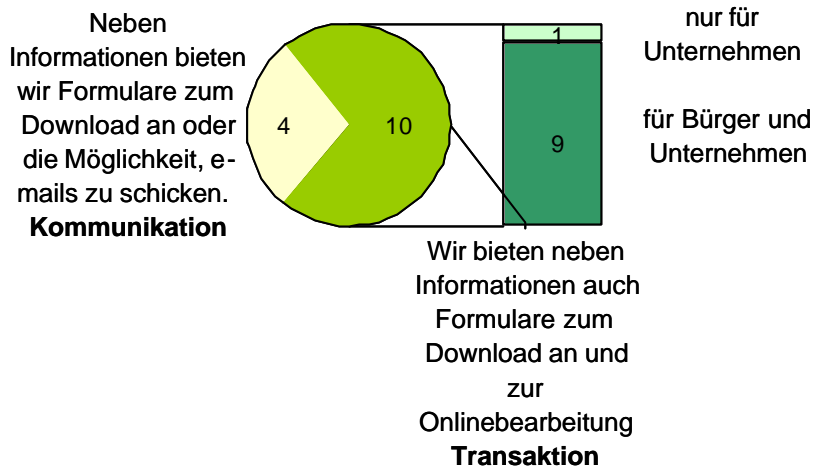 Neben
Informationen bieten
wir Formulare zum
Download an oder
die Möglichkeit, e-
mails zu schicken.
Kommunikation
4
10
1
9
nur für
Unternehmen
für Bürger und
Unternehmen
Wir bieten neben
Informationen auch
Formulare zum
Download an und
zur
Onlinebearbeitung
Transaktion